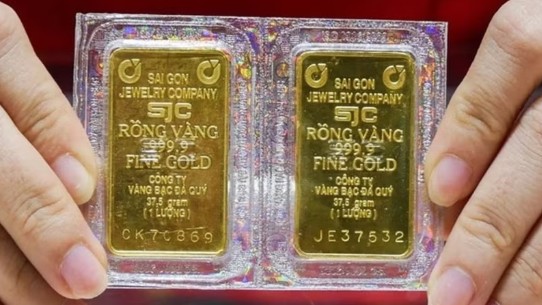 SAI GON
JEWELRY COMPANY
SJC
RỒNG VÀNG
999.9
FINE GOLD
CÔNG TY
VÀNG BẠC ĐÁ QUÝ
37,5 gram
(1 LƯỢNG)
CK70869
SAI GON
JEWELRY COMPANY
SJC
RỒNG VÀNG
999.9
FINE GOLD
CÔNG TY
VÀNG BẠC ĐÁ QUÝ
37,5 gram
(1 LƯỢNG)
JE37532